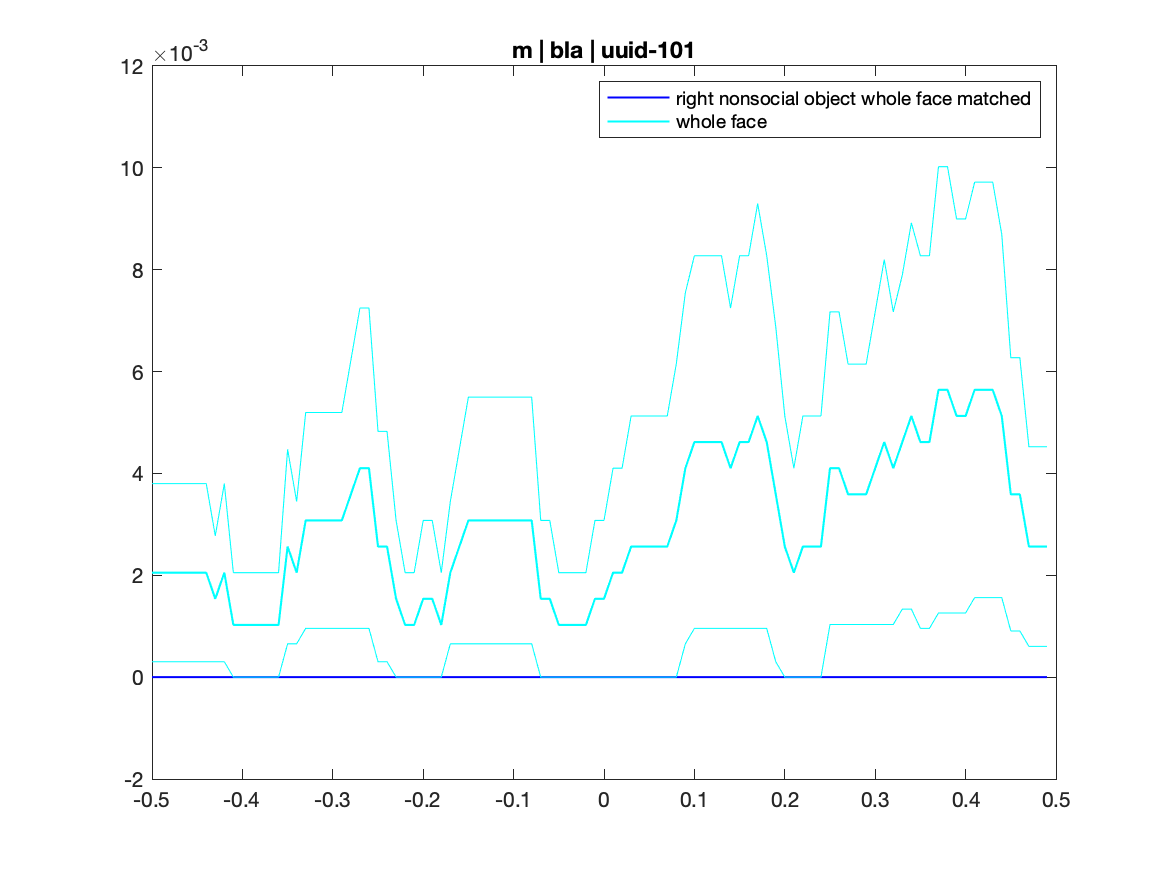 m | bla | uuid-101
×10-3
right nonsocial object whole face matched
whole face
12
10
8
6
4
2
0
-2
-0.5 -0.4 -0.3 -0.2 -0.1 0 0.1 0.2 0.3 0.4 0.5